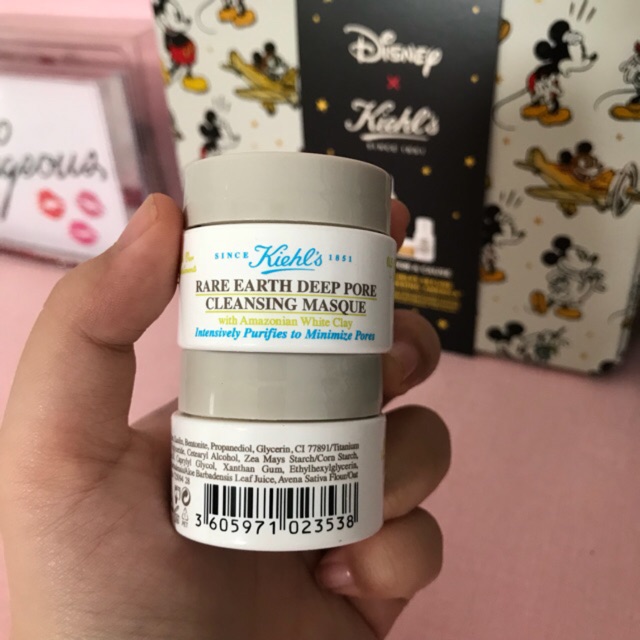 Disney
x
Kiehl's
SINCE 1851
geous
SINCE Kiehl's 1851
RARE EARTH DEEP PORE
CLEANSING MASQUE
with Amazonian White Clay
Intensively Purifies to Minimize Pores
Bentonite, Propanediol, Glycerin, CI 77891/Titanium
Cetearyl Alcohol, Zea Mays Starch/Corn Starch,
Caprylyl Glycol, Xanthan Gum, Ethylhexylglycerin,
Barbadensis Leaf Juice, Avena Sativa Flour/Oat
3 605971 023538